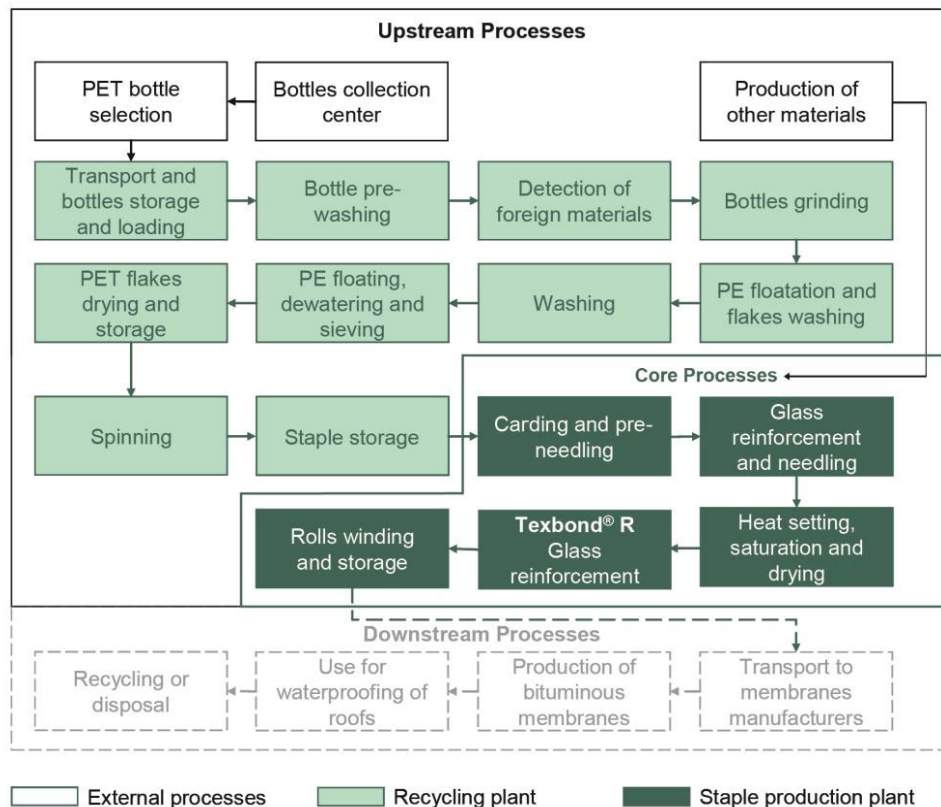 Upstream Processes
PET bottle
selection
Bottles collection
center
Production of
other materials
Transport and
bottles storage
and loading
Bottle pre-
washing
Detection of
foreign materials
Bottles grinding
PET flakes
drying and
storage
PE floating,
dewatering and
sieving
Washing
PE floatation and
flakes washing
Core Processes
Spinning
Staple storage
Carding and pre-
needling
Glass
reinforcement
and needling
Rolls winding
and storage
Texbond® R
Glass
reinforcement
Heat setting,
saturation and
drying
Downstream Processes
Recycling or
disposal
Use for
waterproofing of
roofs
Production of
bituminous
membranes
Transport to
membranes
manufacturers
External processes
Recycling plant
Staple production plant